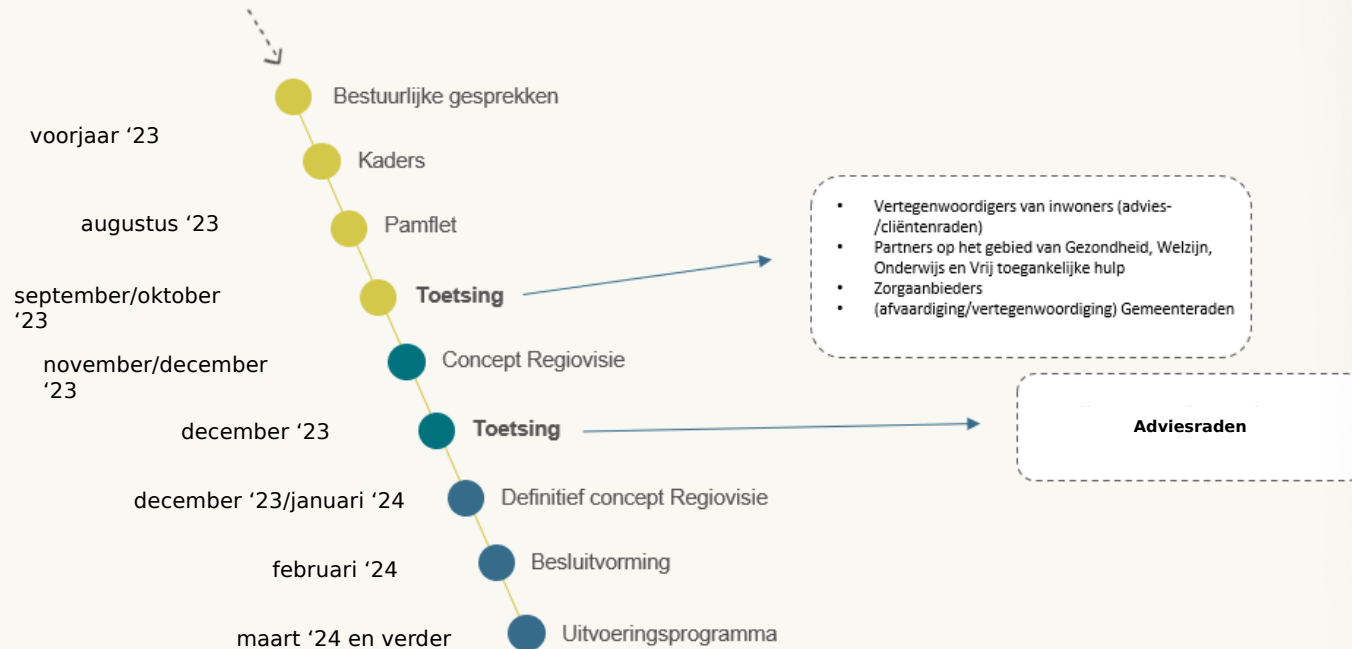 Bestuurlijke gesprekken
voorjaar ‘23
Kaders
augustus ‘23
Pamflet
september/oktober
‘23
Toetsing
• Vertegenwoordigers van inwoners (advies-
/cliëntenraden)
• Partners op het gebied van Gezondheid, Welzijn,
Onderwijs en Vrij toegankelijke hulp
• Zorgaanbieders
• (afvaardiging/vertegenwoordiging) Gemeenteraden
november/december
‘23
Concept Regiovisie
december ‘23
Toetsing
Adviesraden
december ‘23/januari ‘24
Definitief concept Regiovisie
februari ‘24
Besluitvorming
maart ‘24 en verder
Uitvoeringsprogramma